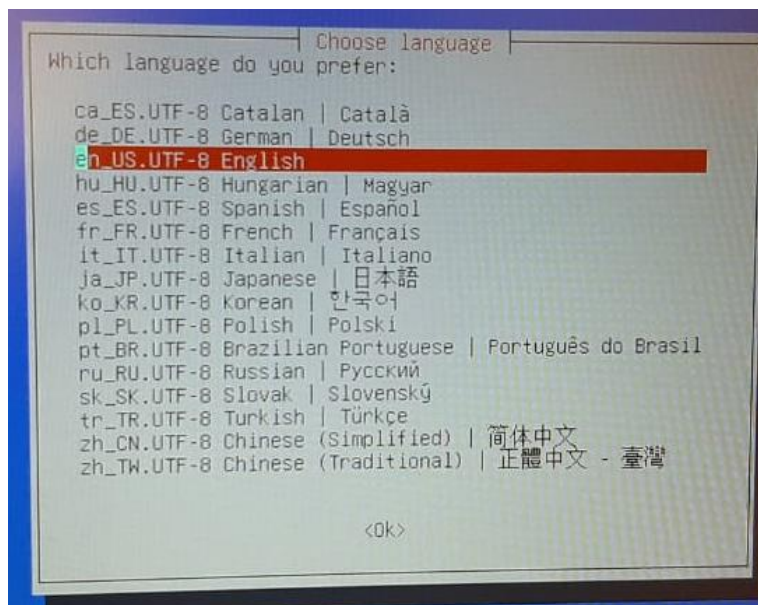 Choose language
Which language do you prefer:
ca_ES.UTF-8 Catalan | Català
de_DE.UTF-8 German | Deutsch
en_US.UTF-8 English
hu_HU.UTF-8 Hungarian | Magyar
es_ES.UTF-8 Spanish | Español
fr_FR.UTF-8 French | Français
it_IT.UTF-8 Italian | Italiano
ja_JP.UTF-8 Japanese | 日本語
ko_KR.UTF-8 Korean | 한국어
pl_PL.UTF-8 Polish | Polski
pt_BR.UTF-8 Brazilian Portuguese | Português do Brasil
ru_RU.UTF-8 Russian | Русский
sk_SK.UTF-8 Slovak | Slovenský
tr_TR.UTF-8 Turkish | Türkçe
zh_CN.UTF-8 Chinese (Simplified) | 简体中文
zh_TW.UTF-8 Chinese (Traditional) | 正體中文 - 臺灣
<Ok>